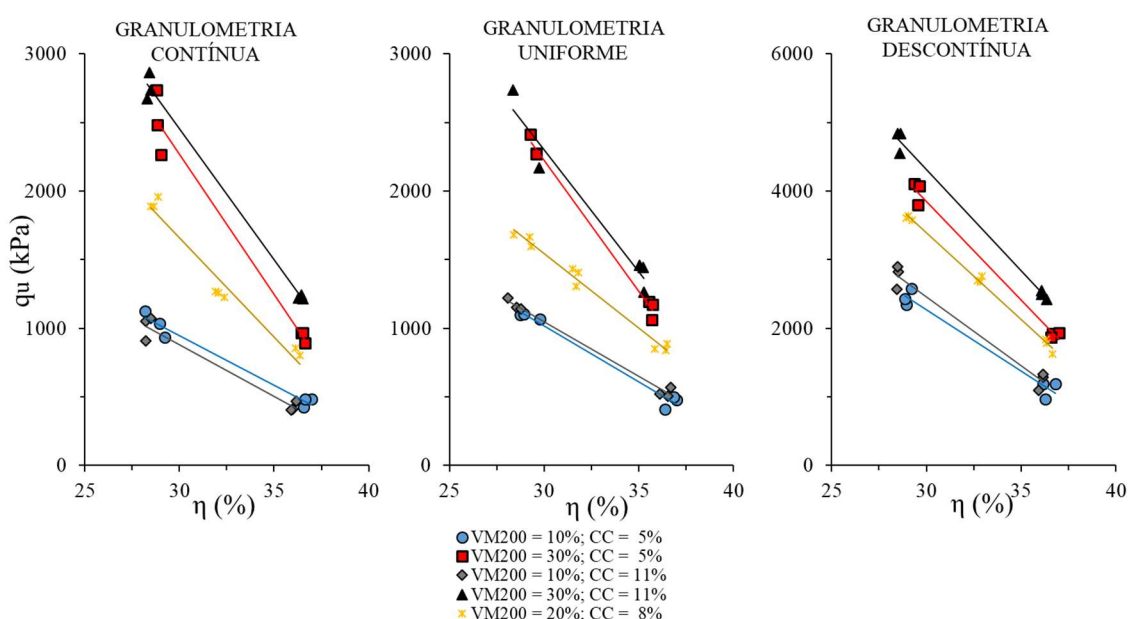 GRANULOMETRIA
CONTÍNUA
GRANULOMETRIA
UNIFORME
GRANULOMETRIA
DESCONTÍNUA
qu (kPa)
3000
2000
1000
0
25
30
35
40
η (%)
3000
2000
1000
0
25
30
35
40
η (%)
6000
4000
2000
0
25
30
35
40
η (%)
VM200 = 10%; CC = 5%
VM200 = 30%; CC = 5%
VM200 = 10%; CC = 11%
VM200 = 30%; CC = 11%
VM200 = 20%; CC = 8%